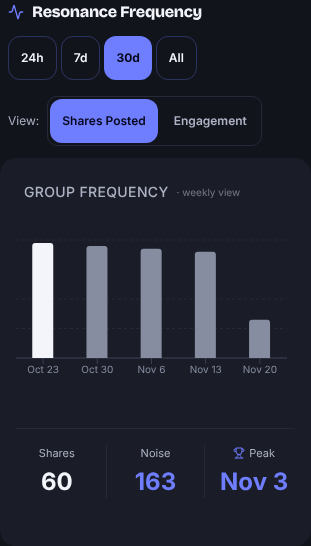 Resonance Frequency
24h 7d 30d All
View: Shares Posted Engagement
GROUP FREQUENCY · weekly view
Oct 23 Oct 30 Nov 6 Nov 13 Nov 20
Shares Noise Peak
60 163 Nov 3